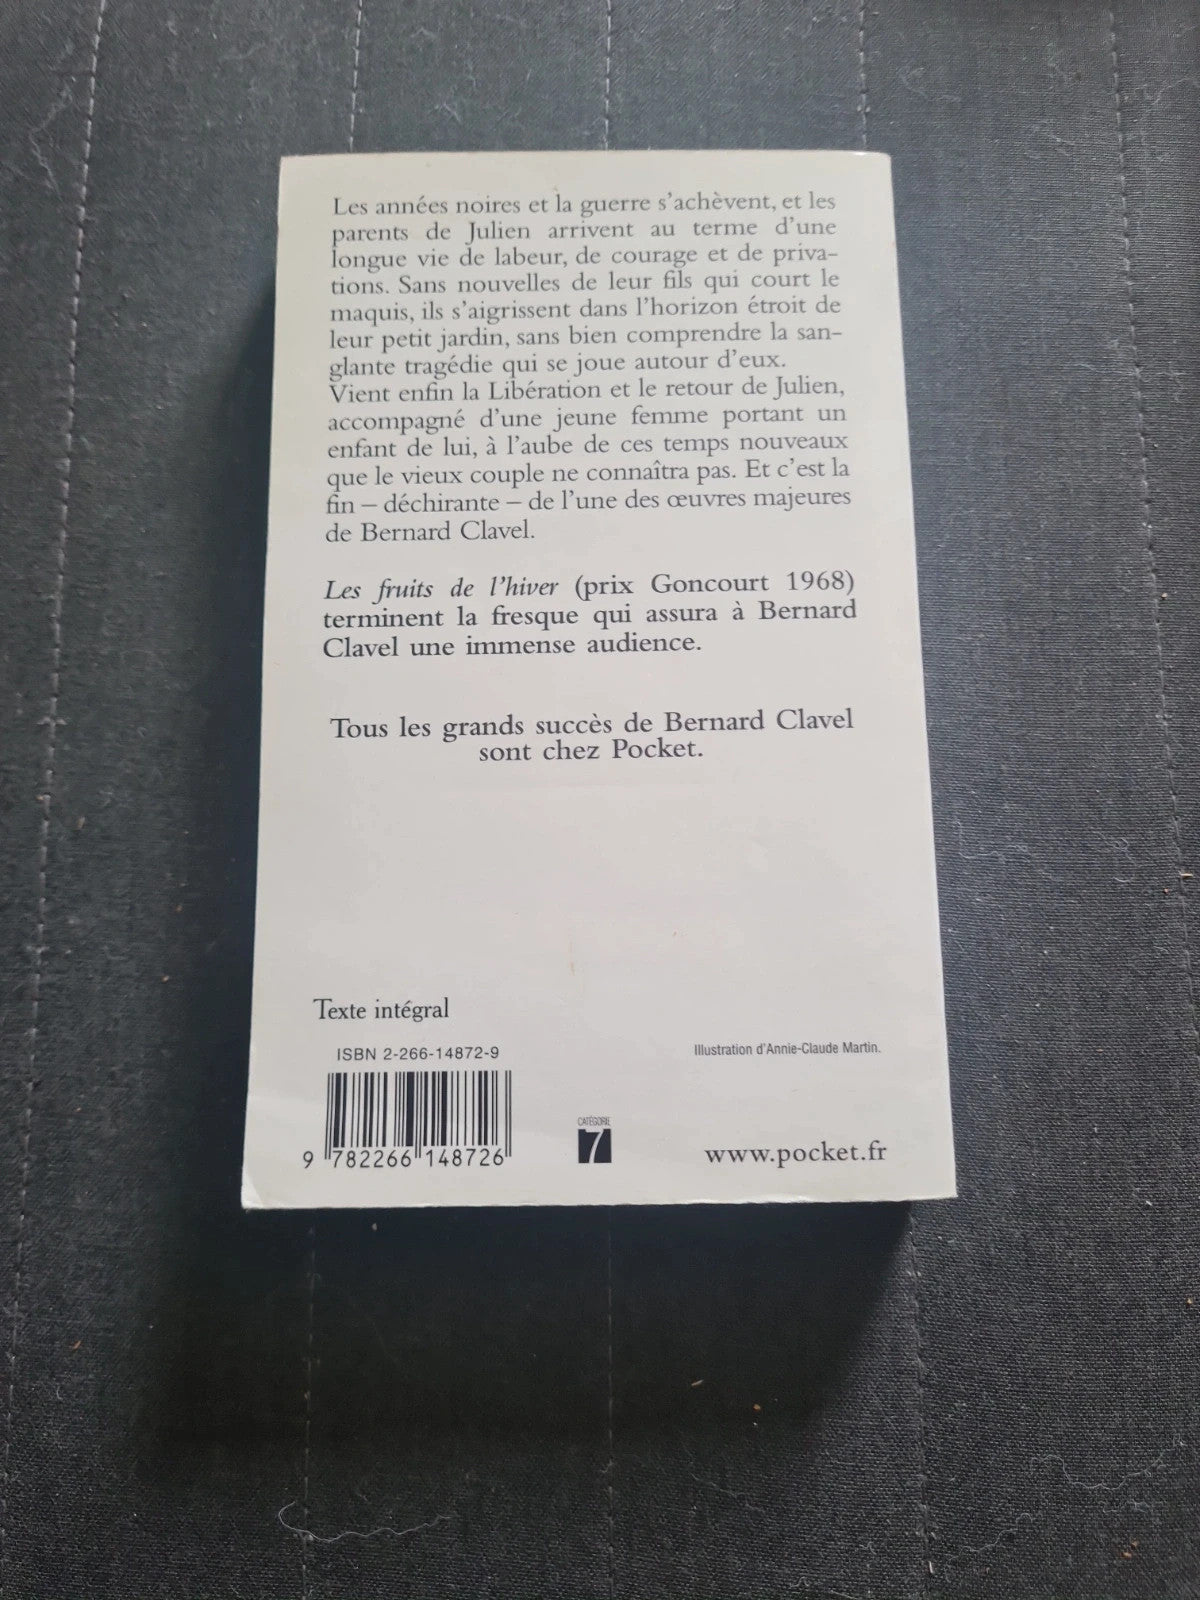 Les années noires et la guerre s'achèvent, et les
parents de Julien arrivent au terme d'une
longue vie de labeur, de courage et de priva-
tions. Sans nouvelles de leur fils qui court le
maquis, ils s'aigrissent dans l'horizon étroit de
leur petit jardin, sans bien comprendre la san-
glante tragédie qui se joue autour d'eux.
Vient enfin la Libération et le retour de Julien,
accompagné d'une jeune femme portant un
enfant de lui, à l'aube de ces temps nouveaux
que le vieux couple ne connaîtra pas. Et c'est la
fin – déchirante – de l'une des œuvres majeures
de Bernard Clavel.
Les fruits de l'hiver (prix Goncourt 1968)
terminent la fresque qui assura à Bernard
Clavel une immense audience.
Tous les grands succès de Bernard Clavel
sont chez Pocket.
Texte intégral
ISBN 2-266-14872-9
Illustration d'Annie-Claude Martin.
9 782266 148726
CATÉGORIE
7
www.pocket.fr